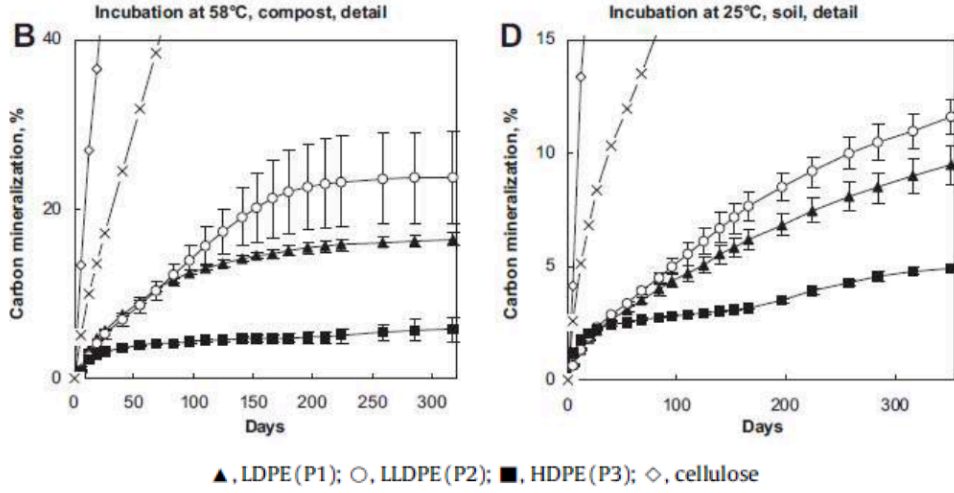 Incubation at 58°C, compost, detail
B
Carbon mineralization, %
40
20
0
0 50 100 150 200 250 300
Days
Incubation at 25°C, soil, detail
D
Carbon mineralization, %
15
10
5
0
0 100 200 300
Days
▲, LDPE(P1); ○, LLDPE(P2); ■, HDPE(P3); ◇, cellulose